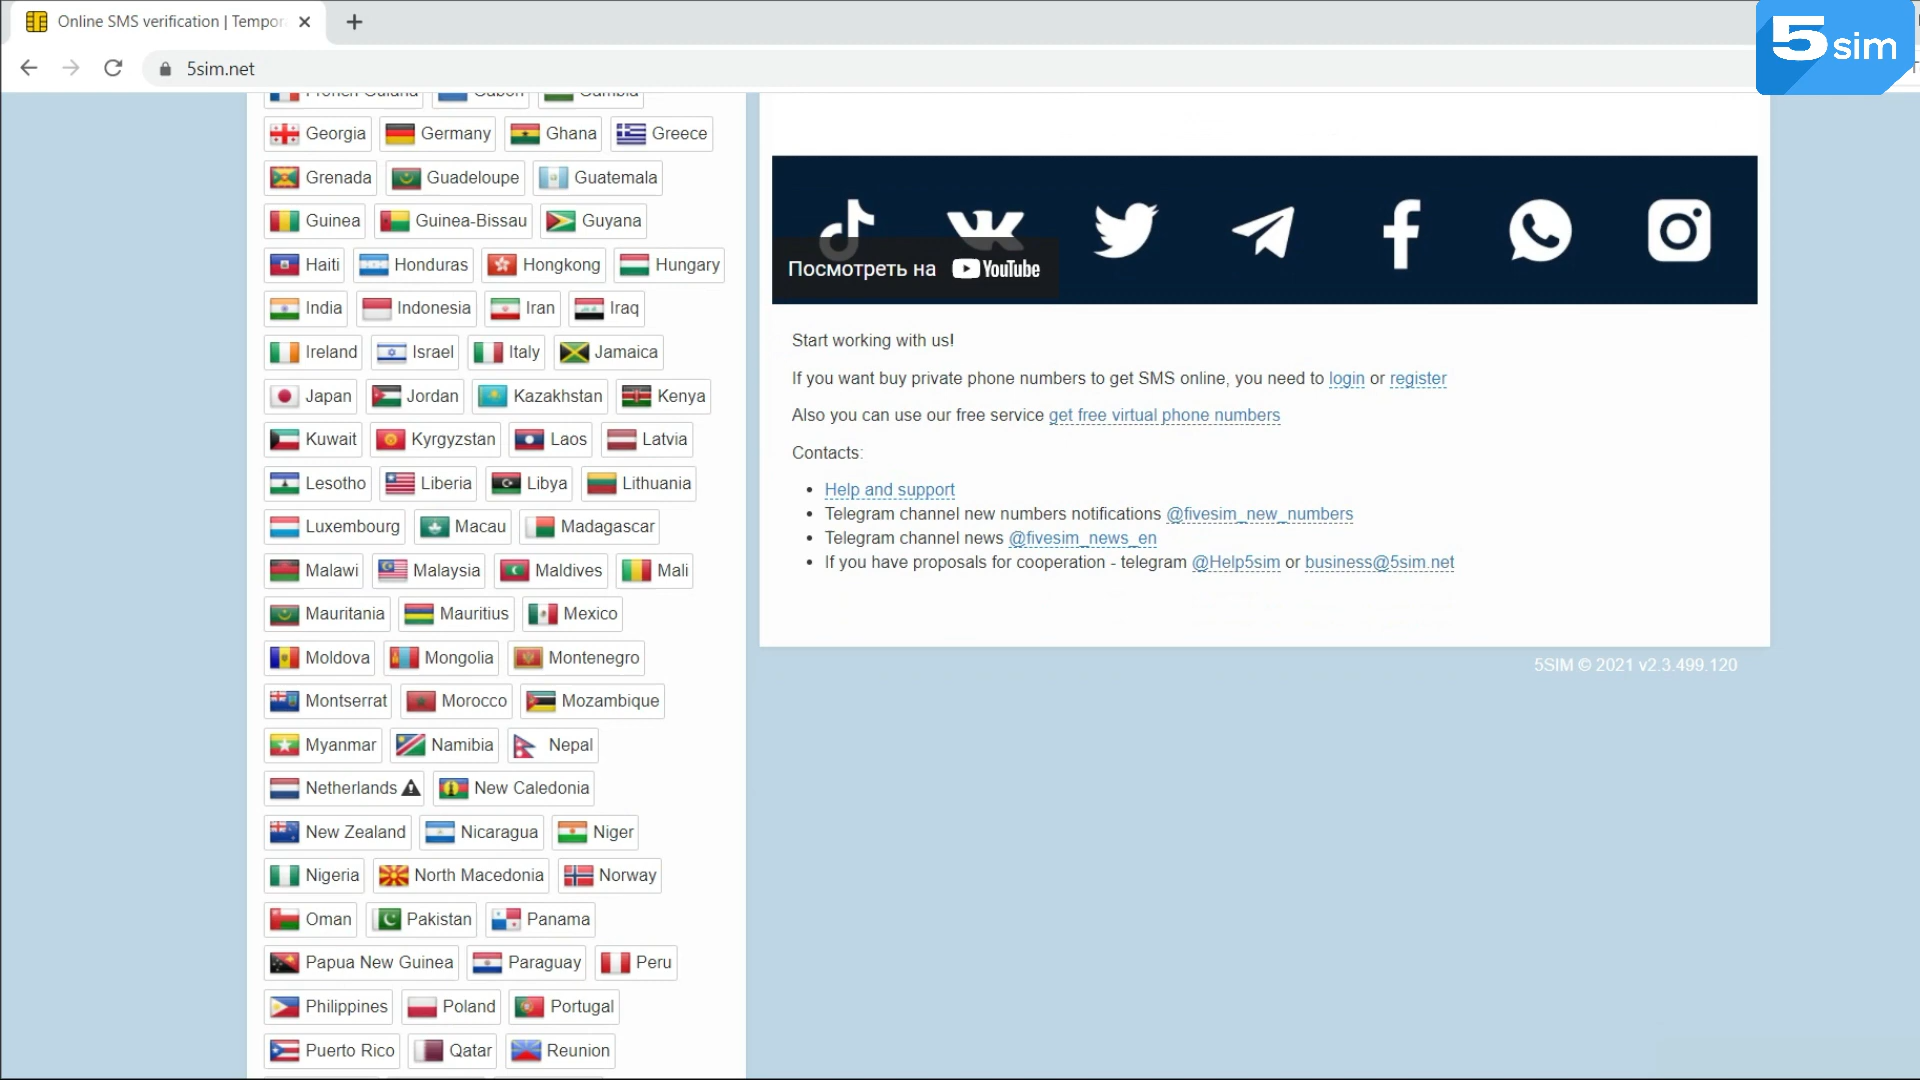 Online SMS verification | Tempor
5sim.net
5sim
French Guiana Gabon Gambia
Georgia Germany Ghana Greece
Grenada Guadeloupe Guatemala
Guinea Guinea-Bissau Guyana
Haiti Honduras Hongkong Hungary
India Indonesia Iran Iraq
Ireland Israel Italy Jamaica
Japan Jordan Kazakhstan Kenya
Kuwait Kyrgyzstan Laos Latvia
Lesotho Liberia Libya Lithuania
Luxembourg Macau Madagascar
Malawi Malaysia Maldives Mali
Mauritania Mauritius Mexico
Moldova Mongolia Montenegro
Montserrat Morocco Mozambique
Myanmar Namibia Nepal
Netherlands New Caledonia
New Zealand Nicaragua Niger
Nigeria North Macedonia Norway
Oman Pakistan Panama
Papua New Guinea Paraguay Peru
Philippines Poland Portugal
Puerto Rico Qatar Reunion
Посмотреть на YouTube
Start working with us!
If you want buy private phone numbers to get SMS online, you need to login or register
Also you can use our free service get free virtual phone numbers
Contacts:
Help and support
Telegram channel new numbers notifications @fivesim_new_numbers
Telegram channel news @fivesim_news_en
If you have proposals for cooperation - telegram @Help5sim or business@5sim.net
5SIM © 2021 v2.3.499.120